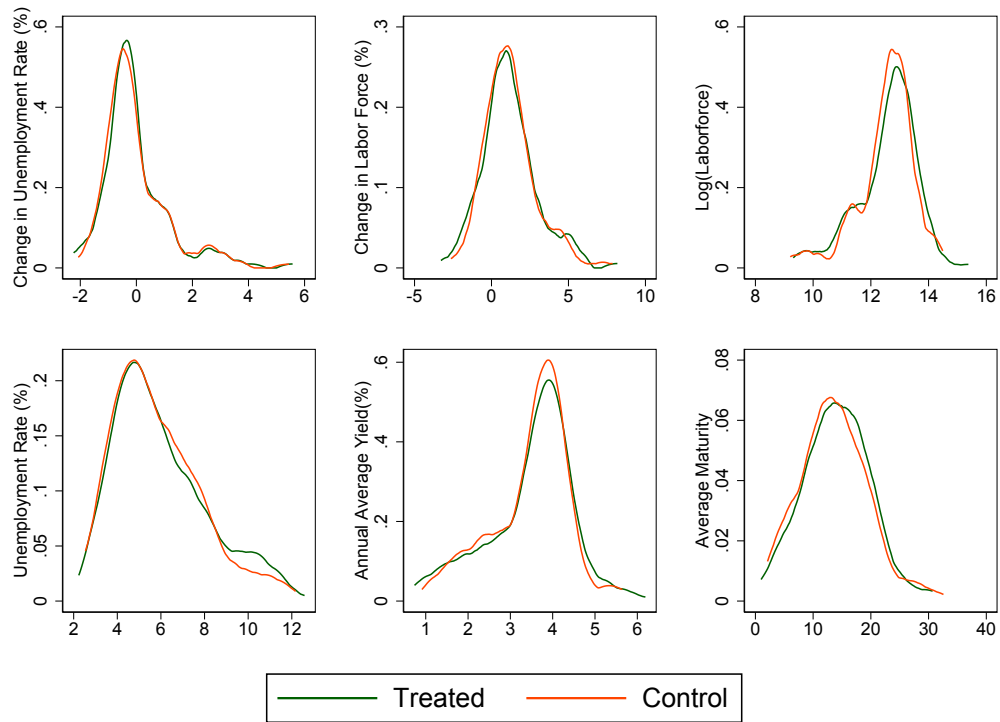 Change in Unemployment Rate (%)
0 .2 .4 .6
-2 0 2 4 6
Change in Labor Force (%)
0 .1 .2 .3
-5 0 5 10
Log(Laborforce)
0 .2 .4 .6
8 10 12 14 16
Unemployment Rate (%)
0 .05 .1 .15 .2
2 4 6 8 10 12
Annual Average Yield(%)
0 .2 .4 .6
1 2 3 4 5 6
Average Maturity
0 .02 .04 .06 .08
0 10 20 30 40
Treated Control